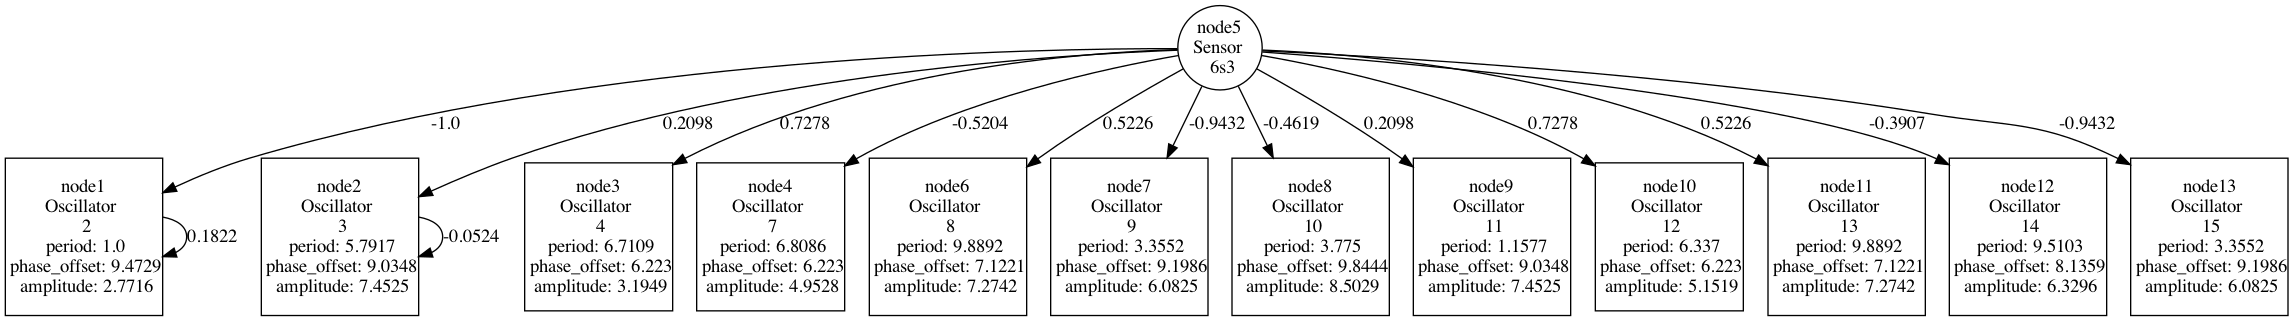 node5
Sensor
6s3
-1.0
0.2098
0.7278
-0.5204
0.5226
-0.9432
-0.4619
0.2098
0.7278
0.5226
-0.3907
-0.9432
node1
Oscillator
2
period: 1.0
phase_offset: 9.4729
amplitude: 2.7716
0.1822
node2
Oscillator
3
period: 5.7917
phase_offset: 9.0348
amplitude: 7.4525
-0.0524
node3
Oscillator
4
period: 6.7109
phase_offset: 6.223
amplitude: 3.1949
node4
Oscillator
7
period: 6.8086
phase_offset: 6.223
amplitude: 4.9528
node6
Oscillator
8
period: 9.8892
phase_offset: 7.1221
amplitude: 7.2742
node7
Oscillator
9
period: 3.3552
phase_offset: 9.1986
amplitude: 6.0825
node8
Oscillator
10
period: 3.775
phase_offset: 9.8444
amplitude: 8.5029
node9
Oscillator
11
period: 1.1577
phase_offset: 9.0348
amplitude: 7.4525
node10
Oscillator
12
period: 6.337
phase_offset: 6.223
amplitude: 5.1519
node11
Oscillator
13
period: 9.8892
phase_offset: 7.1221
amplitude: 7.2742
node12
Oscillator
14
period: 9.5103
phase_offset: 8.1359
amplitude: 6.3296
node13
Oscillator
15
period: 3.3552
phase_offset: 9.1986
amplitude: 6.0825